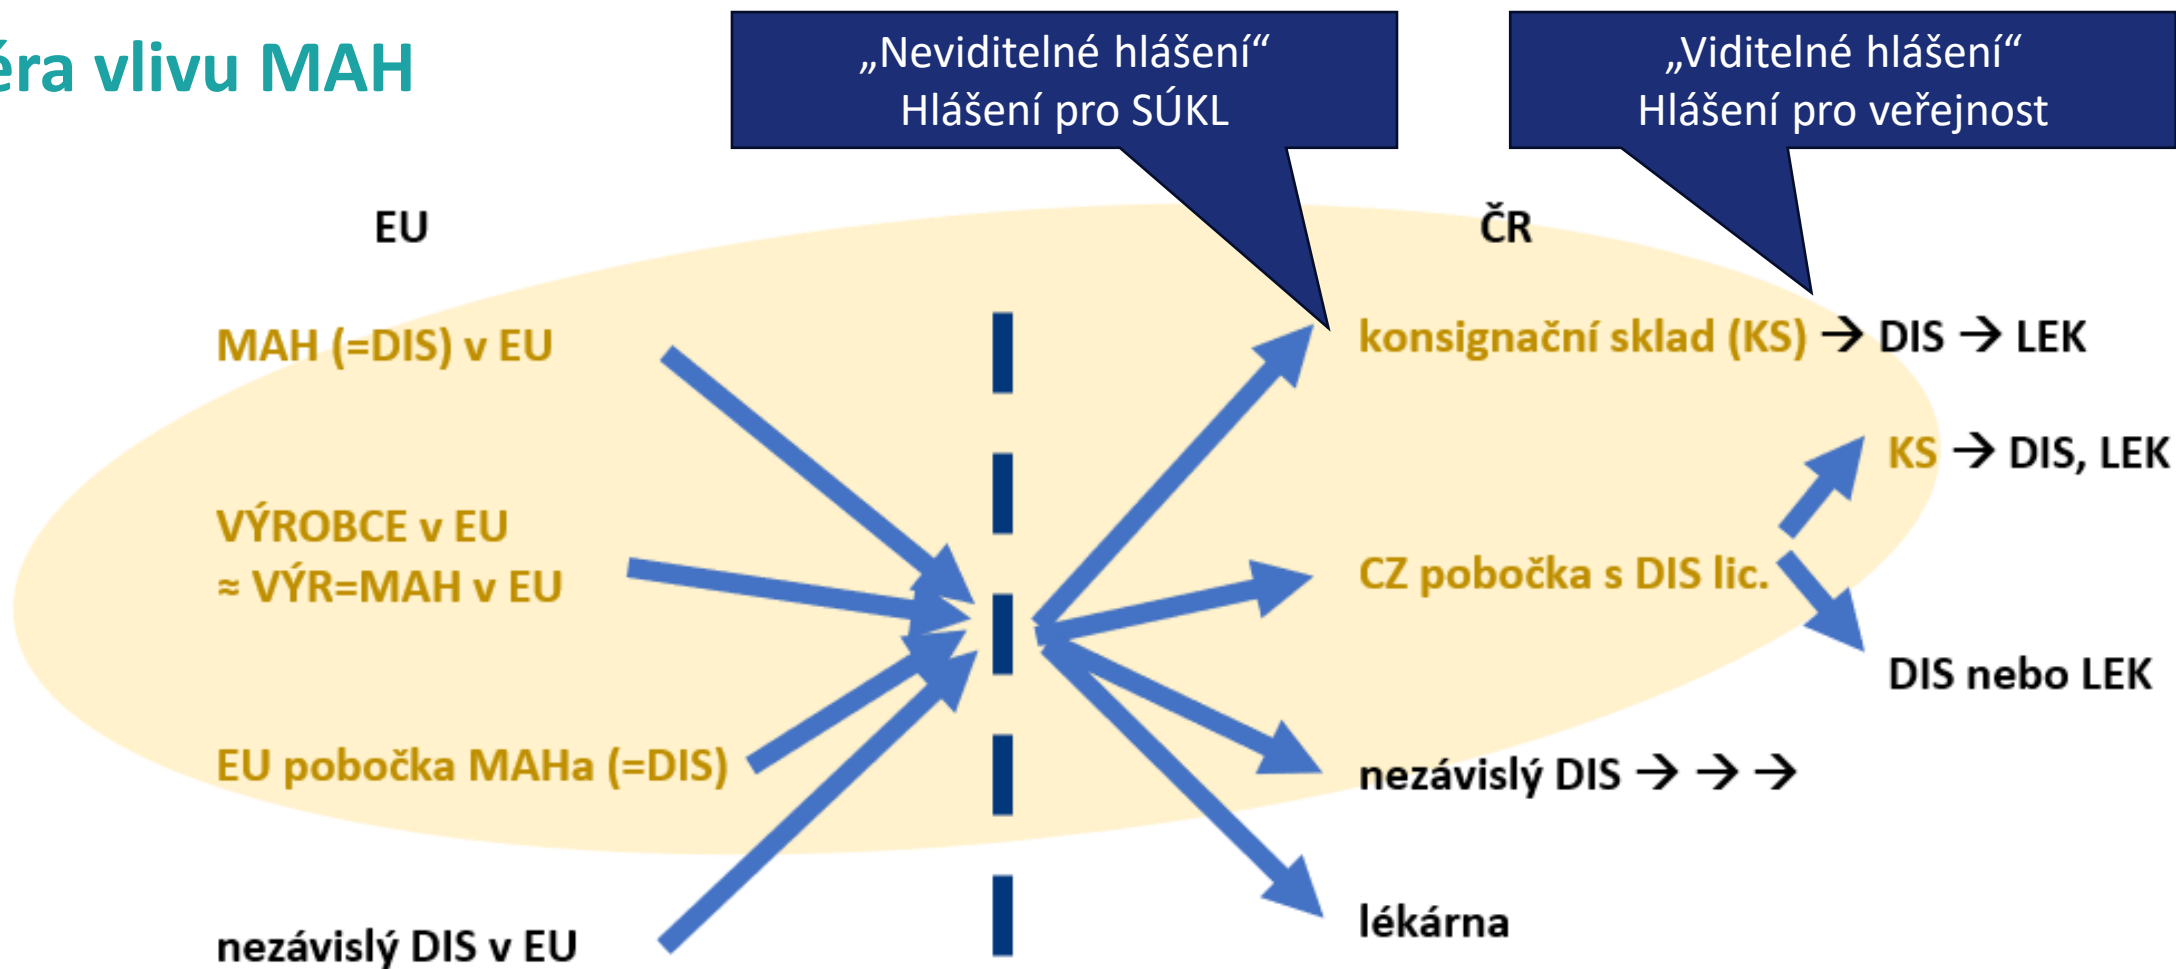 éra vlivu MAH
„Neviditelné hlášení“
Hlášení pro SÚKL
„Viditelné hlášení“
Hlášení pro veřejnost
EU
ČR
MAH (=DIS) v EU
konsignační sklad (KS) → DIS → LEK
KS → DIS, LEK
VÝROBCE v EU
≈ VÝR=MAH v EU
CZ pobočka s DIS lic.
DIS nebo LEK
EU pobočka MAHa (=DIS)
nezávislý DIS → → →
lékárna
nezávislý DIS v EU